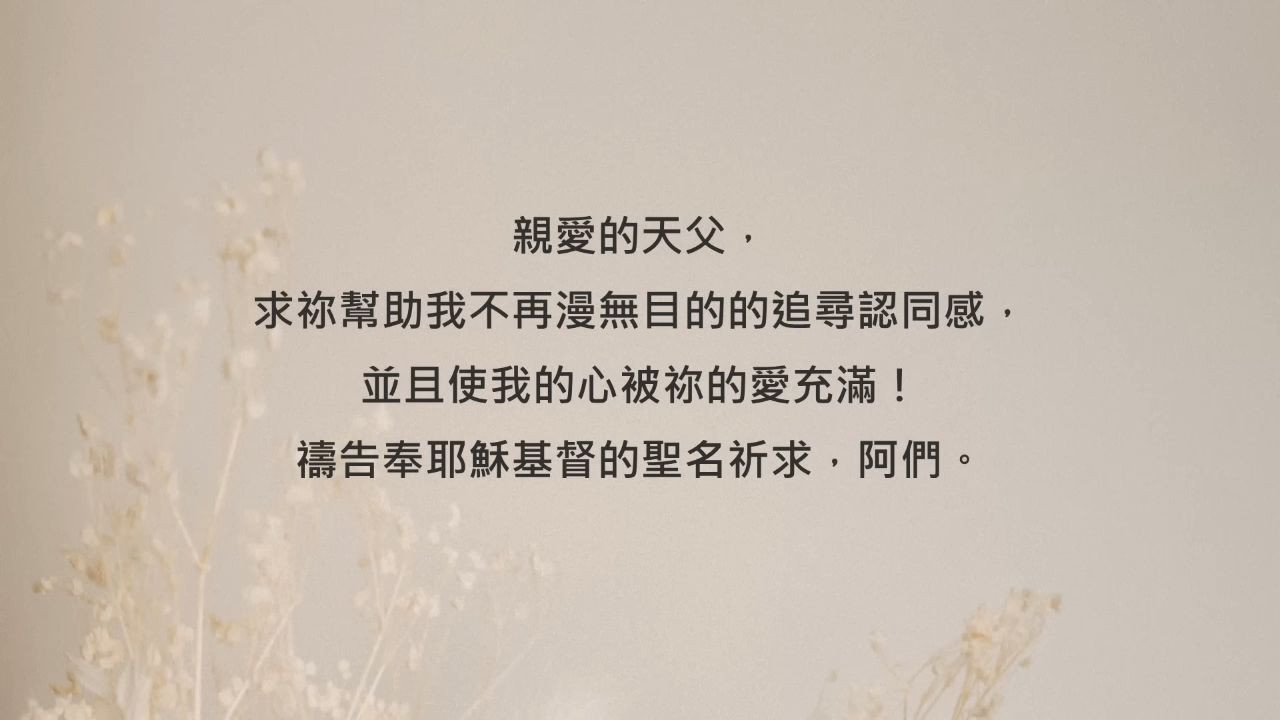 親愛的天父，
求祢幫助我不再漫無目的的追尋認同感，
並且使我的心被祢的愛充滿！
禱告奉耶穌基督的聖名祈求，阿們。